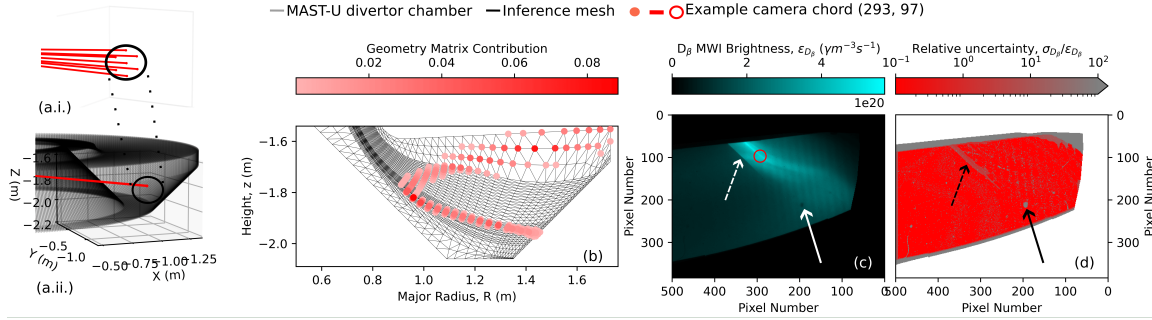 MAST-U divertor chamber
Inference mesh
Example camera chord (293, 97)
(a.i.)
−1.6
−1.8
−2.0
−2.2
Z (m)
−0.5
−1.0
Y (m)
−0.50
−0.75
−1.00
−1.25
X (m)
(a.ii.)
Geometry Matrix Contribution
0.02 0.04 0.06 0.08
−1.6
−1.8
−2.0
Height, z (m)
0.6 0.8 1.0 1.2 1.4 1.6
Major Radius, R (m)
(b)
Dβ MWI Brightness, εDβ (γm⁻³s⁻¹)
0 2 4
1e20
0
100
200
300
Pixel Number
500 400 300 200 100 0
Pixel Number
(c)
Relative uncertainty, σDβ/εDβ
10⁻¹ 10⁰ 10¹ 10²
0
100
200
300
Pixel Number
500 400 300 200 100 0
Pixel Number
(d)